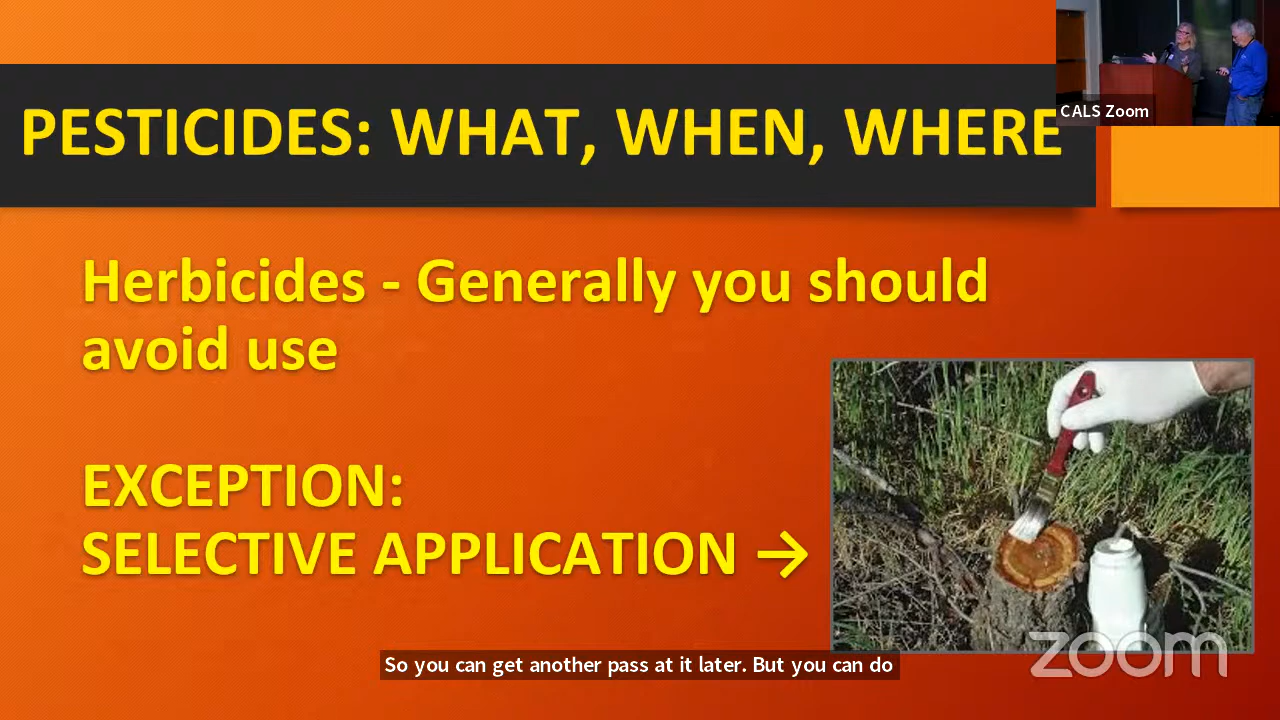 CALS Zoom
PESTICIDES: WHAT, WHEN, WHERE
Herbicides - Generally you should
avoid use
EXCEPTION:
SELECTIVE APPLICATION →
zoom
So you can get another pass at it later. But you can do